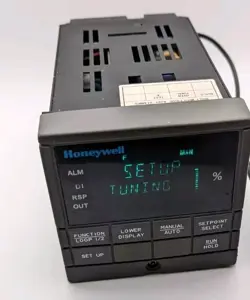 Honeywell
F MAN
ALM SETUP
DI TUNING 1 %
RSP
OUT
FUNCTION LOOP 1/2
LOWER DISPLAY
MANUAL AUTO
SETPOINT SELECT
SET UP
RUN HOLD